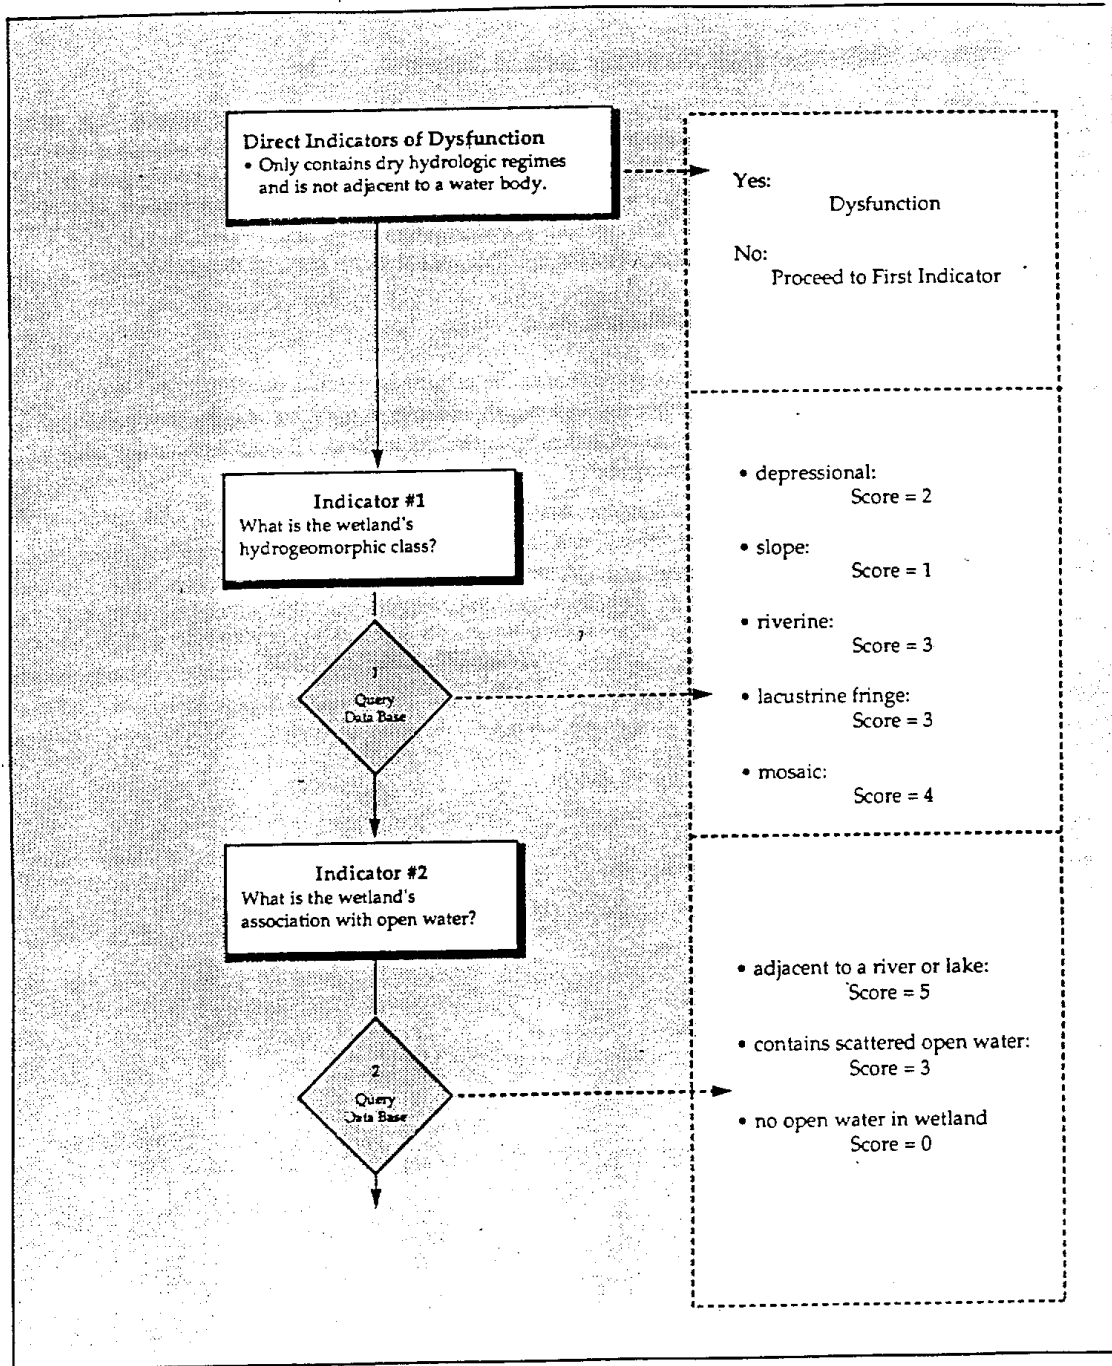 Direct Indicators of Dysfunction
• Only contains dry hydrologic regimes
and is not adjacent to a water body.
Yes:
Dysfunction
No:
Proceed to First Indicator
Indicator #1
What is the wetland's
hydrogeomorphic class?
1
Query
Data Base
• depressional:
Score = 2
• slope:
Score = 1
• riverine:
Score = 3
• lacustrine fringe:
Score = 3
• mosaic:
Score = 4
Indicator #2
What is the wetland's
association with open water?
2
Query
Data Base
• adjacent to a river or lake:
Score = 5
• contains scattered open water:
Score = 3
• no open water in wetland
Score = 0